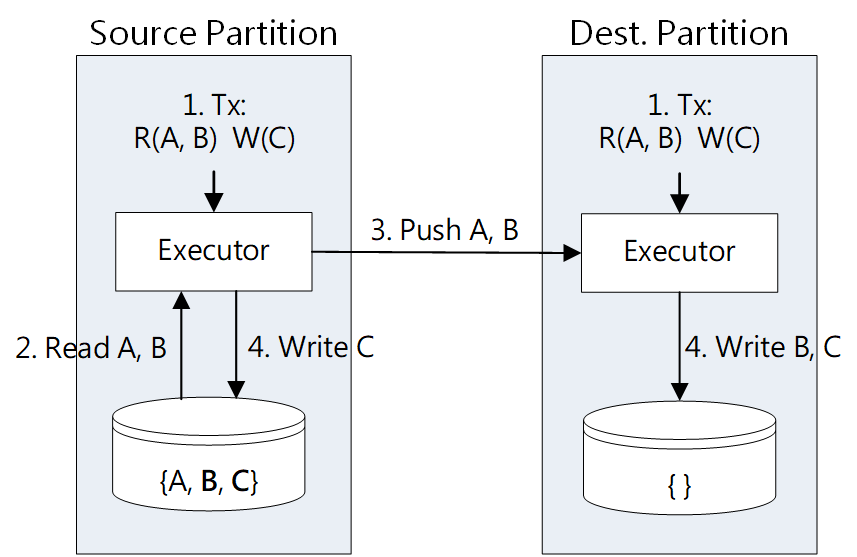 Source Partition
1. Tx:
R(A, B) W(C)
Executor
2. Read A, B
4. Write C
{A, B, C}
3. Push A, B
Dest. Partition
1. Tx:
R(A, B) W(C)
Executor
4. Write B, C
{ }